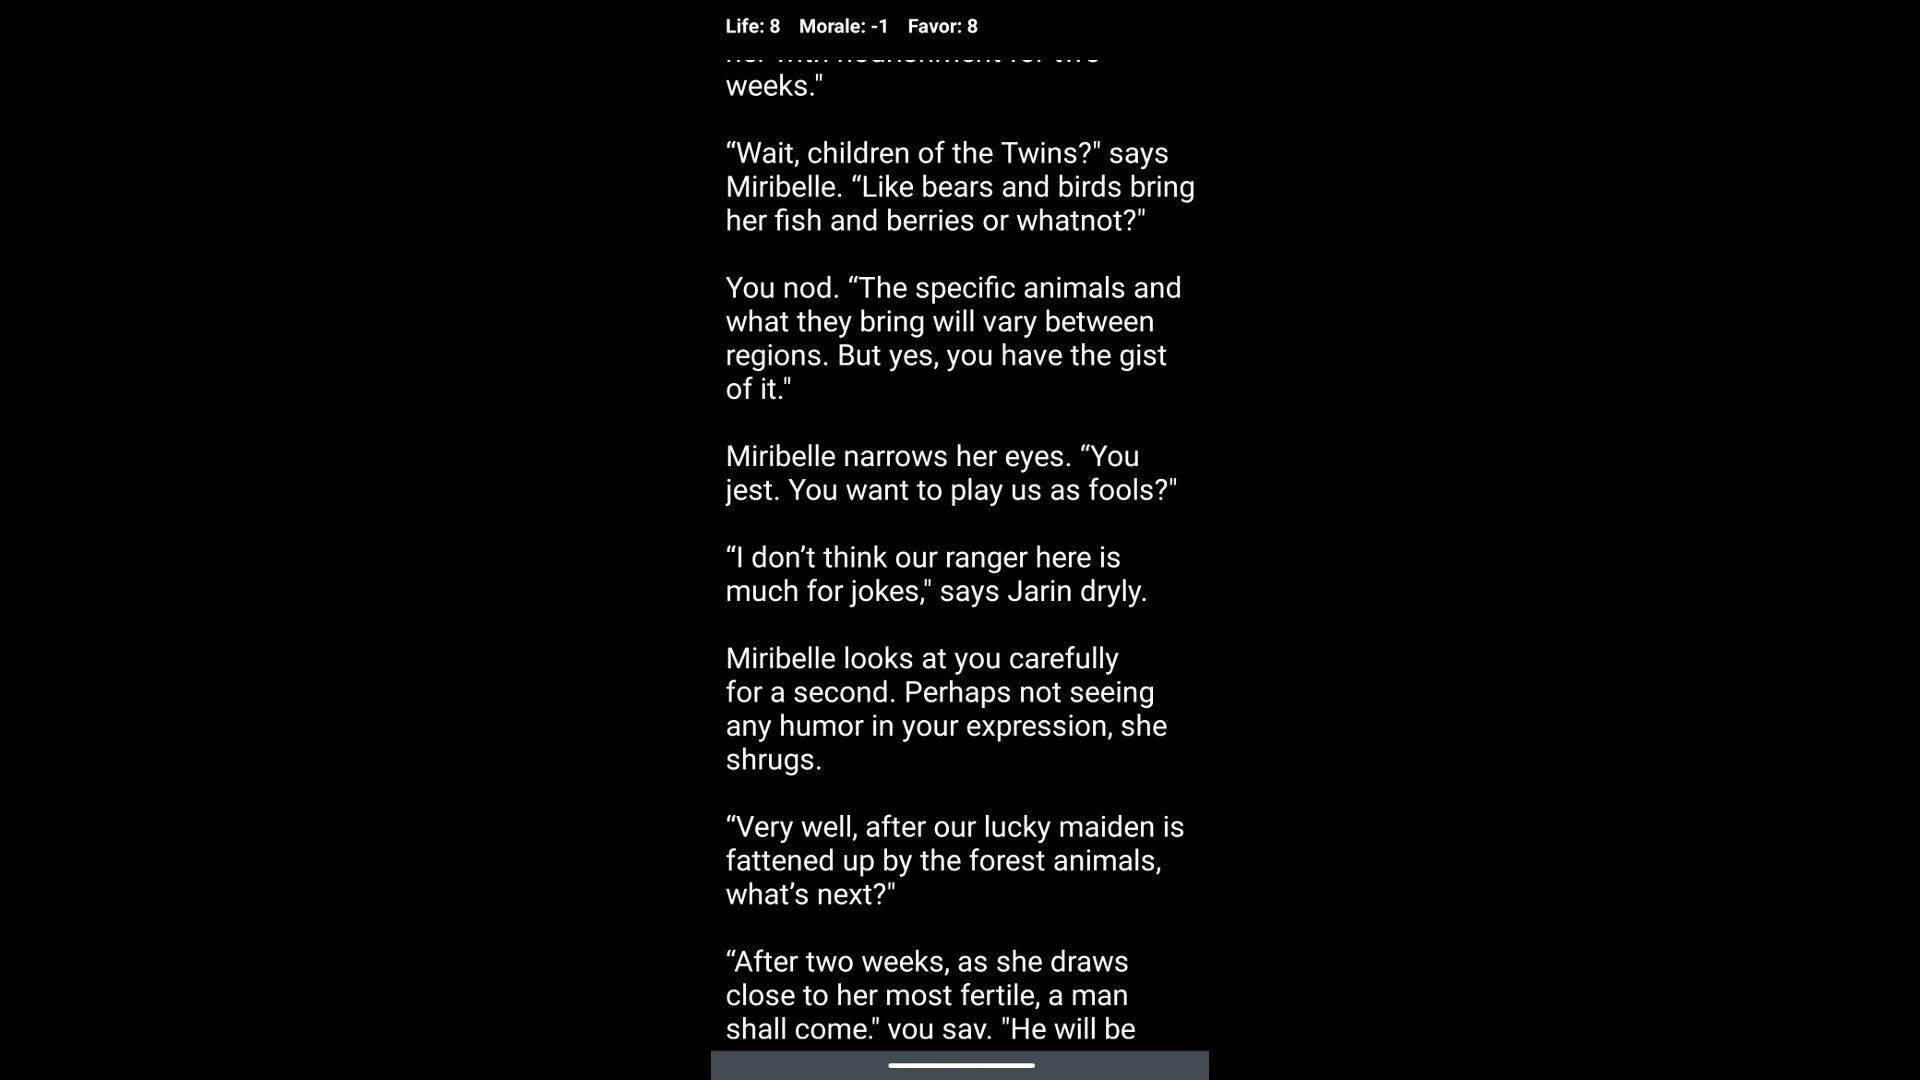 Life: 8 Morale: -1 Favor: 8
her with nourishment for two
weeks."
“Wait, children of the Twins?" says
Miribelle. “Like bears and birds bring
her fish and berries or whatnot?"
You nod. “The specific animals and
what they bring will vary between
regions. But yes, you have the gist
of it."
Miribelle narrows her eyes. “You
jest. You want to play us as fools?"
“I don’t think our ranger here is
much for jokes," says Jarin dryly.
Miribelle looks at you carefully
for a second. Perhaps not seeing
any humor in your expression, she
shrugs.
“Very well, after our lucky maiden is
fattened up by the forest animals,
what’s next?"
“After two weeks, as she draws
close to her most fertile, a man
shall come." you say. "He will be